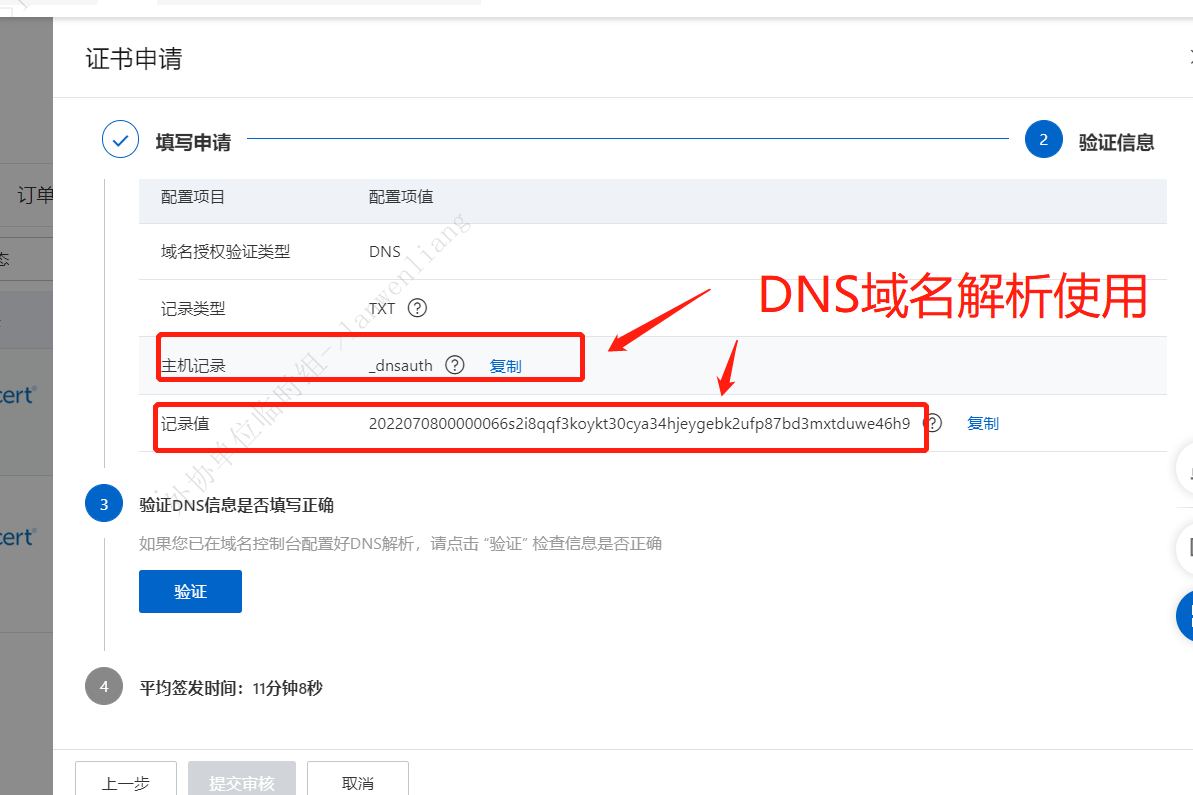 证书申请
填写申请
2 验证信息
订单
态
配置项目 配置项值
域名授权验证类型 DNS
记录类型 TXT ?
DNS域名解析使用
主机记录 _dnsauth ? 复制
记录值 2022070800000066s2i8qqf3koykt30cya34hjeygebk2ufp87bd3mxtduwe46h9 ? 复制
cert®
3 验证DNS信息是否填写正确
cert®
如果您已在域名控制台配置好DNS解析，请点击 “验证” 检查信息是否正确
验证
4 平均签发时间：11分钟8秒
上一步 提交审核 取消